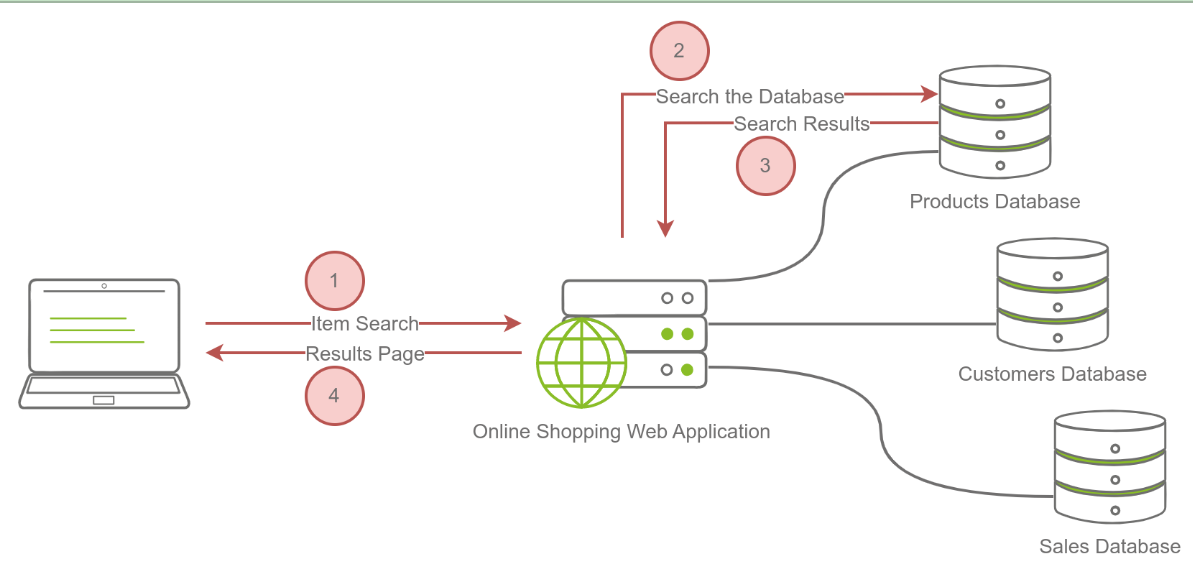 2
Search the Database
Search Results
3
Products Database
1
Item Search
Results Page
4
Customers Database
Online Shopping Web Application
Sales Database